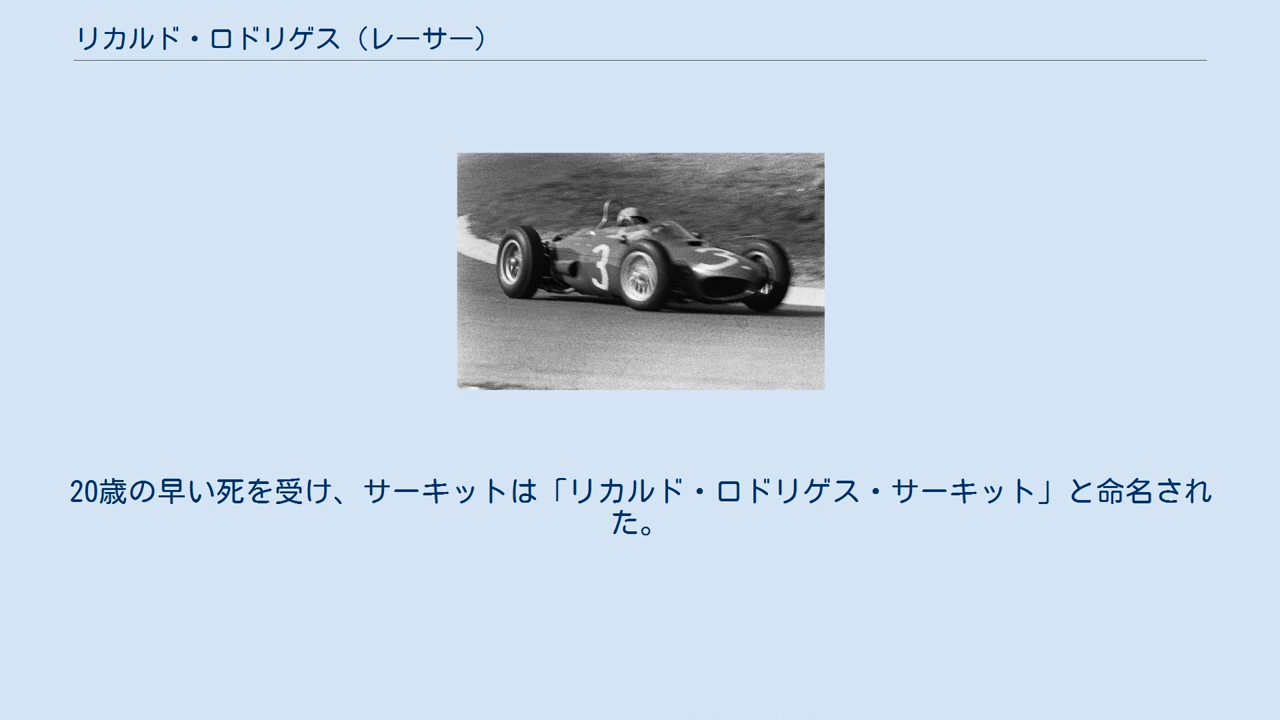 リカルド・ロドリゲス（レーサー）
3
3
20歳の早い死を受け、サーキットは「リカルド・ロドリゲス・サーキット」と命名され
た。